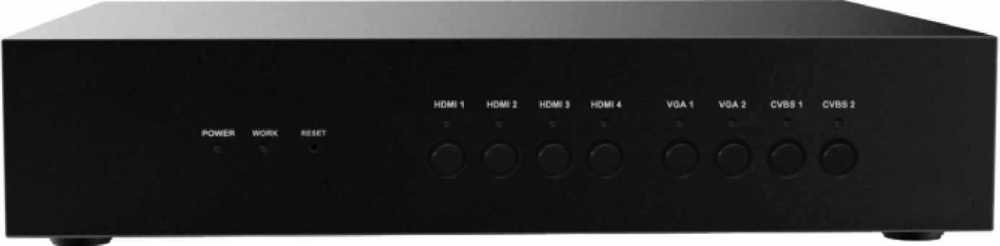 HDMI 1 HDMI 2 HDMI 3 HDMI 4 VGA 1 VGA 2 CVBS 1 CVBS 2
POWER WORK RESET